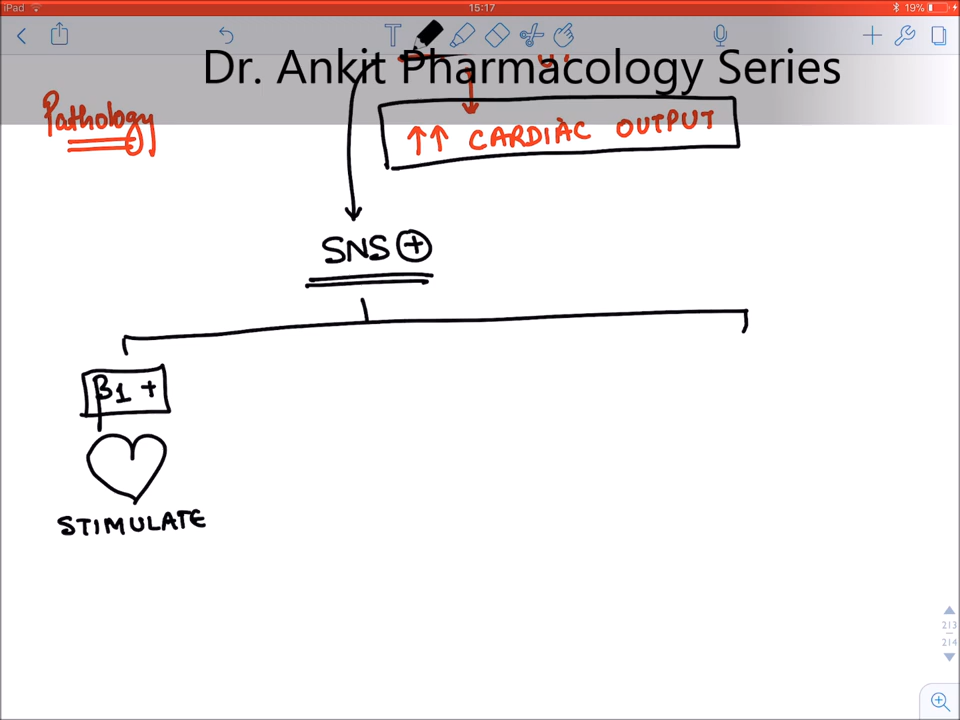 iPad 15:17 19%
T
Dr. Ankit Pharmacology Series
Pathology
↑↑ CARDIAC OUTPUT
SNS +
β1 +
STIMULATE
213
214